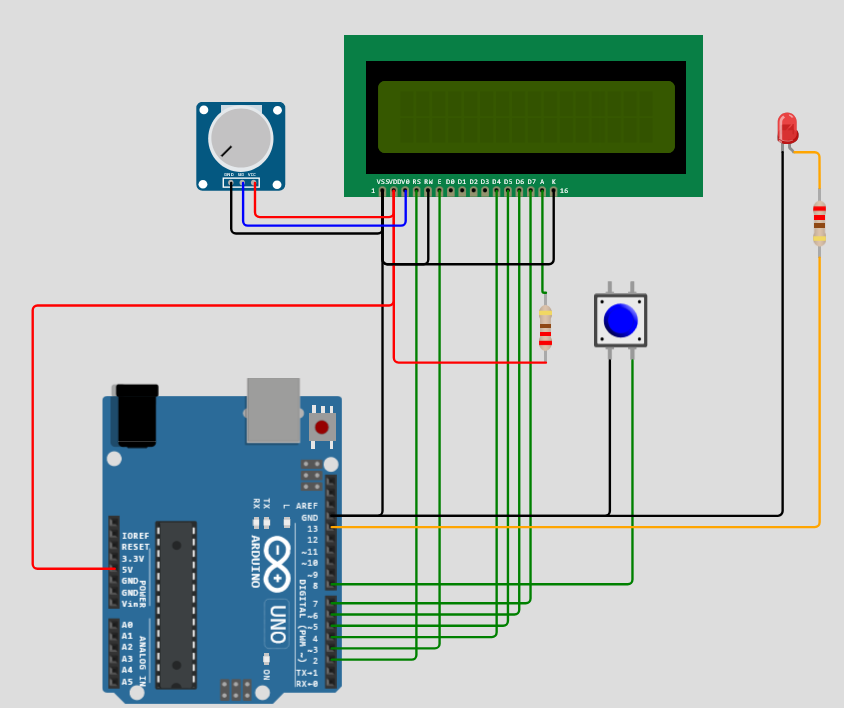 GND SIG VCC
VSS VDD V0 RS RW E D0 D1 D2 D3 D4 D5 D6 D7 A K
1
16
AREF
GND
13
12
~11
~10
~9
8
7
~6
~5
4
~3
2
TX→1
RX←0
DIGITAL (PWM ~)
RX
TX
L
ARDUINO
UNO
ON
IOREF
RESET
3.3V
5V
GND
GND
Vin
POWER
A0
A1
A2
A3
A4
A5
ANALOG IN